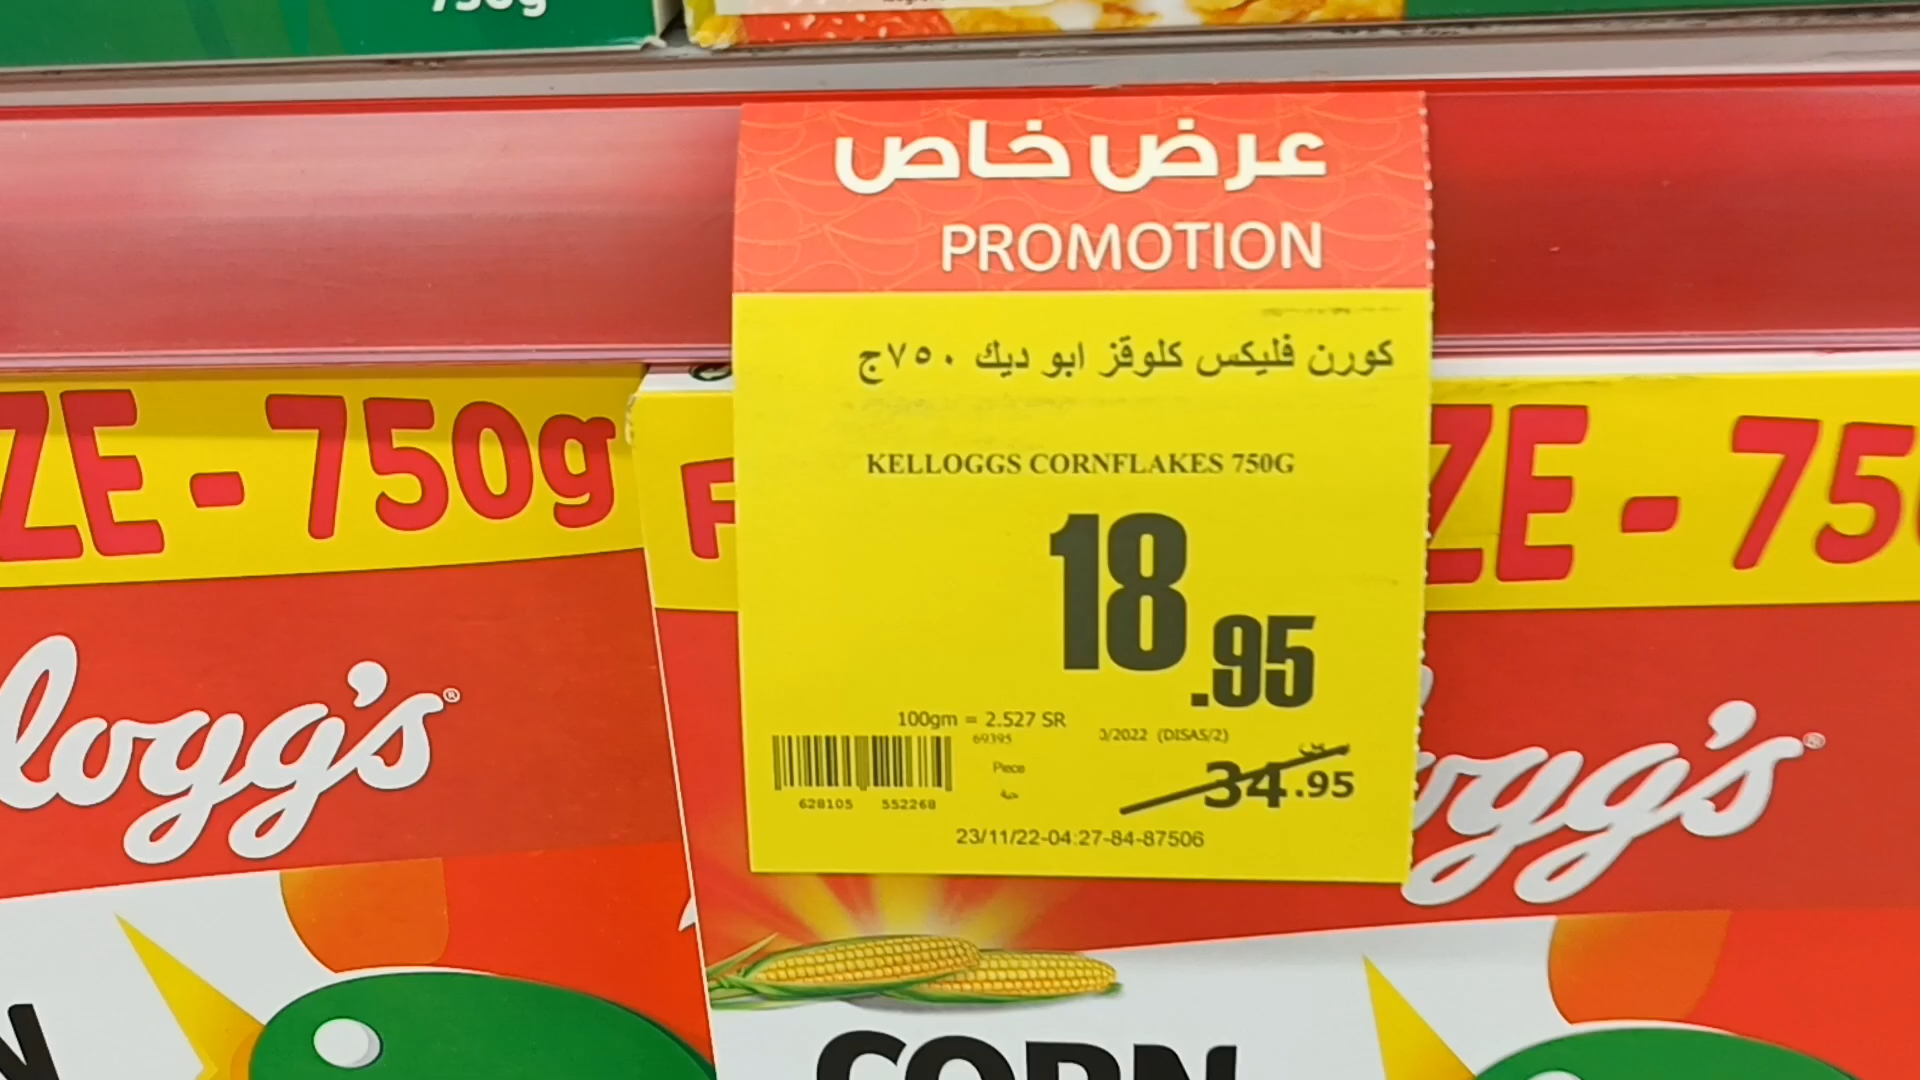 750g
عرض خاص
PROMOTION
كورن فليكس كلوقز ابو ديك ٧٥٠ج
KELLOGGS CORNFLAKES 750G
18.95
100gm = 2.527 SR
69395
3/2022 (DISAS/2)
Piece
حبة
34.95
628105 552268
23/11/22-04:27-84-87506
ZE - 750g
ZE - 75
logg's®
ogg's®
CORN
N